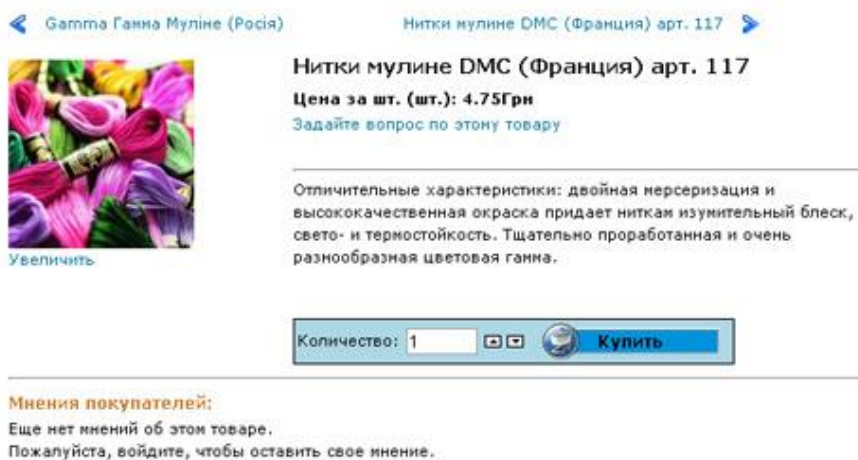 Gamma Гамма Муліне (Росія)
Нитки мулине DMC (Франция) арт. 117
Нитки мулине DMC (Франция) арт. 117
Цена за шт. (шт.): 4.75Грн
Задайте вопрос по этому товару
Отличительные характеристики: двойная мерсеризация и
высококачественная окраска придает ниткам изумительный блеск,
свето- и термостойкость. Тщательно проработанная и очень
разнообразная цветовая гамма.
Увеличить
Количество: 1 Купить
Мнения покупателей:
Еще нет мнений об этом товаре.
Пожалуйста, войдите, чтобы оставить свое мнение.